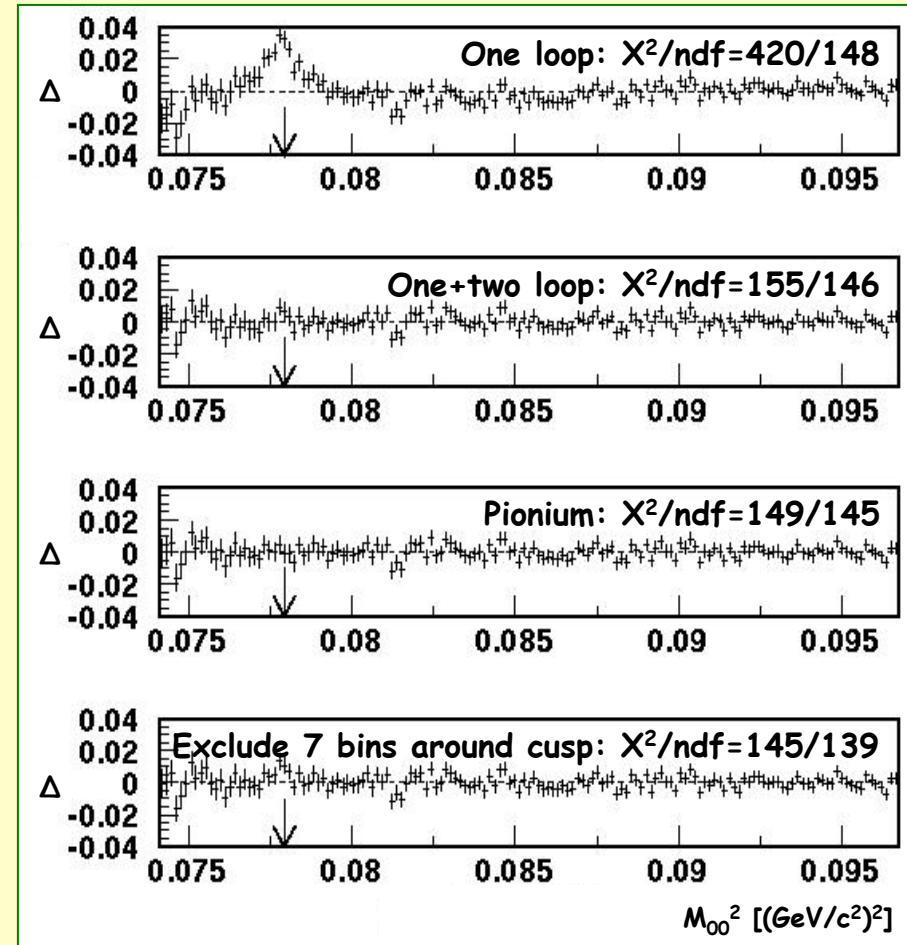 0.04
0.02
0
-0.02
-0.04
Δ
One loop: X²/ndf=420/148
0.075 0.08 0.085 0.09 0.095
0.04
0.02
0
-0.02
-0.04
Δ
One+two loop: X²/ndf=155/146
0.075 0.08 0.085 0.09 0.095
0.04
0.02
0
-0.02
-0.04
Δ
Pionium: X²/ndf=149/145
0.075 0.08 0.085 0.09 0.095
0.04
0.02
0
-0.02
-0.04
Δ
Exclude 7 bins around cusp: X²/ndf=145/139
0.075 0.08 0.085 0.09 0.095
M₀₀² [(GeV/c²)²]